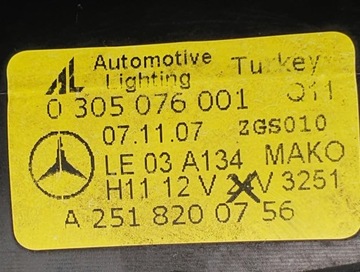 AL Automotive Lighting Turkey
0 305 076 001 Q11
07.11.07 ZGS010
LE 03 A134 MAKO
H11 12 V V 3251
A 251 820 07 56